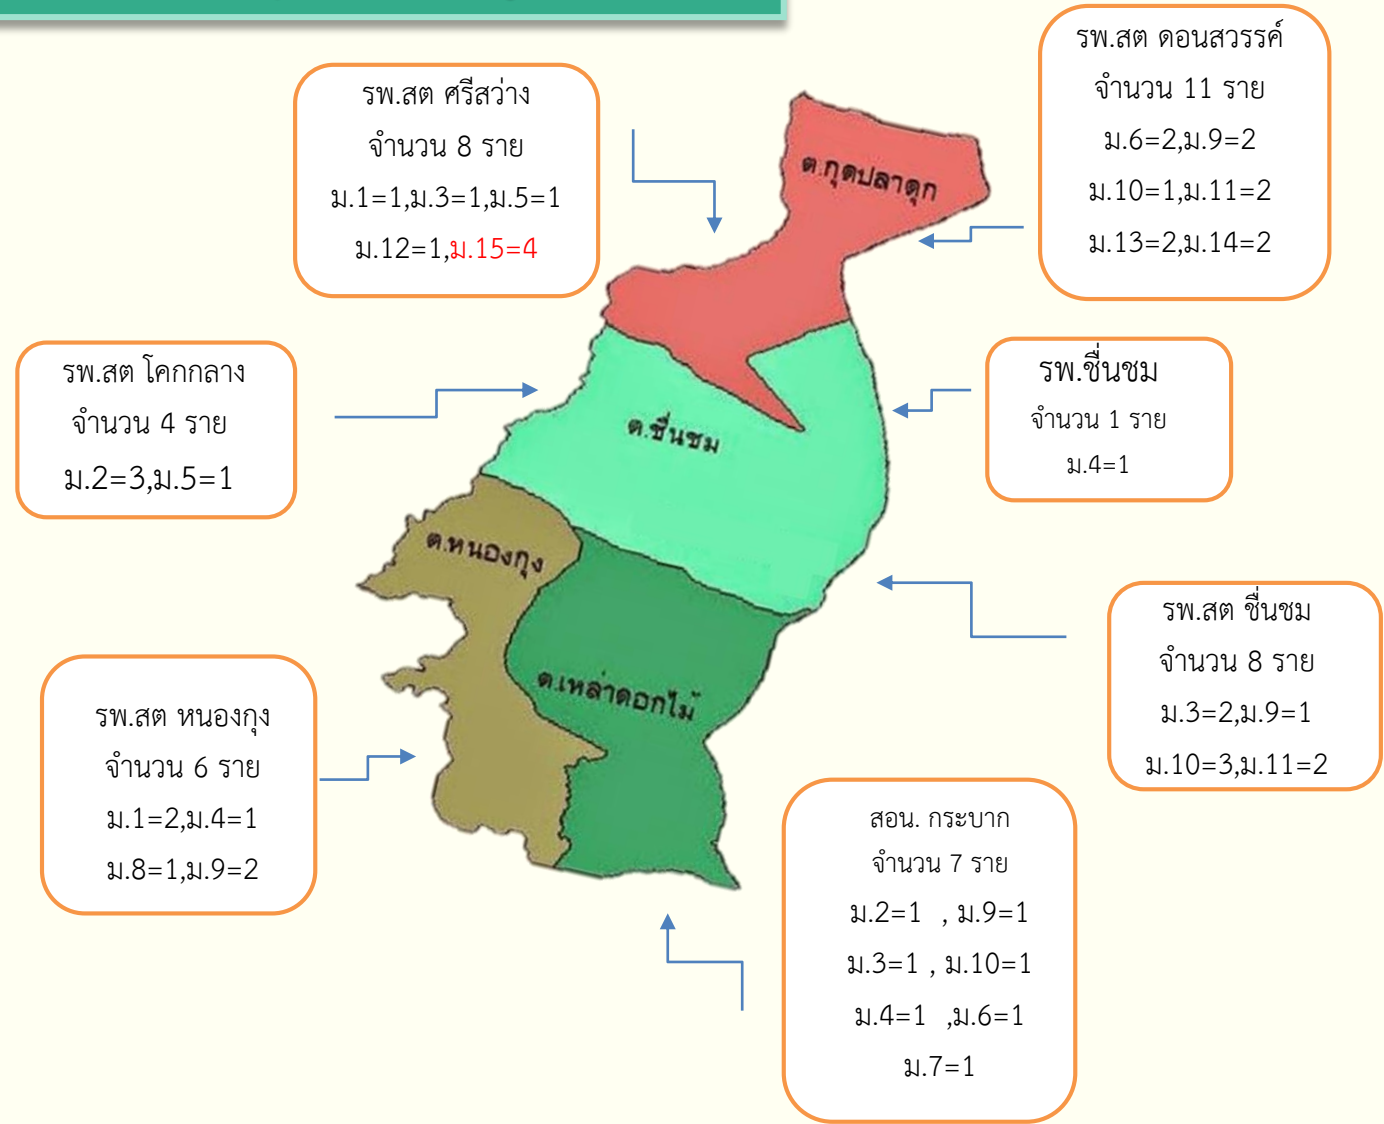 รพ.สต ดอนสวรรค์
จำนวน 11 ราย
ม.6=2,ม.9=2
ม.10=1,ม.11=2
ม.13=2,ม.14=2
รพ.สต ศรีสว่าง
จำนวน 8 ราย
ม.1=1,ม.3=1,ม.5=1
ม.12=1,ม.15=4
ต.กุดปลาดุก
รพ.สต โคกกลาง
จำนวน 4 ราย
ม.2=3,ม.5=1
ต.ชื่นชม
รพ.ชื่นชม
จำนวน 1 ราย
ม.4=1
ต.หนองกุง
รพ.สต ชื่นชม
จำนวน 8 ราย
ม.3=2,ม.9=1
ม.10=3,ม.11=2
ต.เหล่าดอกไม้
รพ.สต หนองกุง
จำนวน 6 ราย
ม.1=2,ม.4=1
ม.8=1,ม.9=2
สอน. กระบาก
จำนวน 7 ราย
ม.2=1 , ม.9=1
ม.3=1 , ม.10=1
ม.4=1 ,ม.6=1
ม.7=1